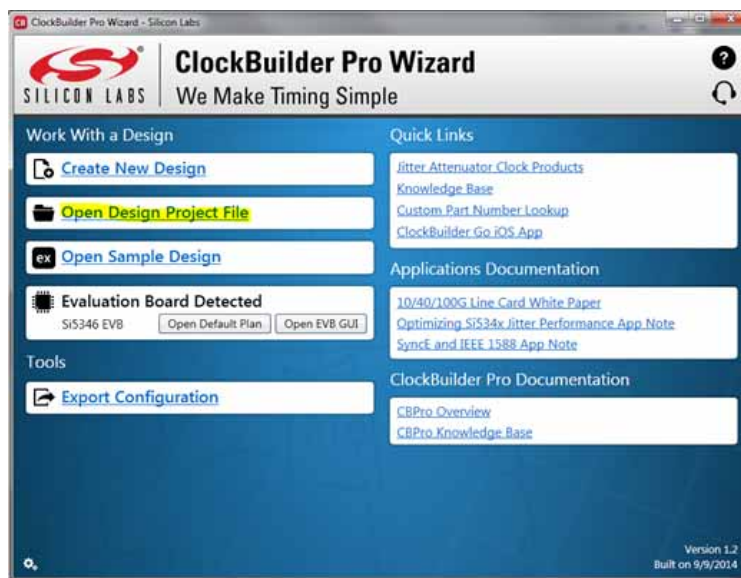 CB ClockBuilder Pro Wizard - Silicon Labs
SILICON LABS
ClockBuilder Pro Wizard
We Make Timing Simple
?
Work With a Design
Create New Design
Open Design Project File
ex Open Sample Design
Evaluation Board Detected
Si5346 EVB Open Default Plan Open EVB GUI
Tools
Export Configuration
Quick Links
Jitter Attenuator Clock Products
Knowledge Base
Custom Part Number Lookup
ClockBuilder Go iOS App
Applications Documentation
10/40/100G Line Card White Paper
Optimizing Si534x Jitter Performance App Note
SyncE and IEEE 1588 App Note
ClockBuilder Pro Documentation
CBPro Overview
CBPro Knowledge Base
Version 1.2
Built on 9/9/2014